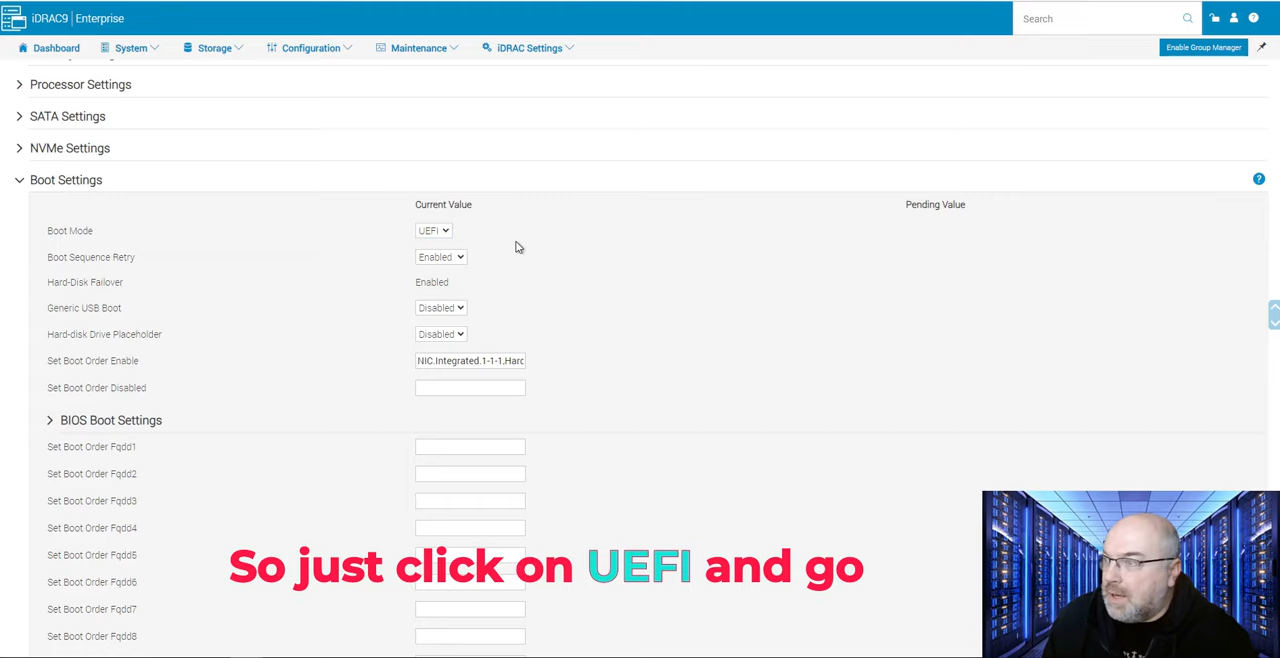 iDRAC9 | Enterprise
Search
Dashboard
System
Storage
Configuration
Maintenance
iDRAC Settings
Enable Group Manager
Processor Settings
SATA Settings
NVMe Settings
Boot Settings
Current Value
Pending Value
Boot Mode
UEFI
Boot Sequence Retry
Enabled
Hard-Disk Failover
Enabled
Generic USB Boot
Disabled
Hard-disk Drive Placeholder
Disabled
Set Boot Order Enable
NIC.Integrated.1-1-1,Hard
Set Boot Order Disabled
BIOS Boot Settings
Set Boot Order Fqdd1
Set Boot Order Fqdd2
Set Boot Order Fqdd3
Set Boot Order Fqdd4
Set Boot Order Fqdd5
Set Boot Order Fqdd6
Set Boot Order Fqdd7
Set Boot Order Fqdd8
So just click on UEFI and go